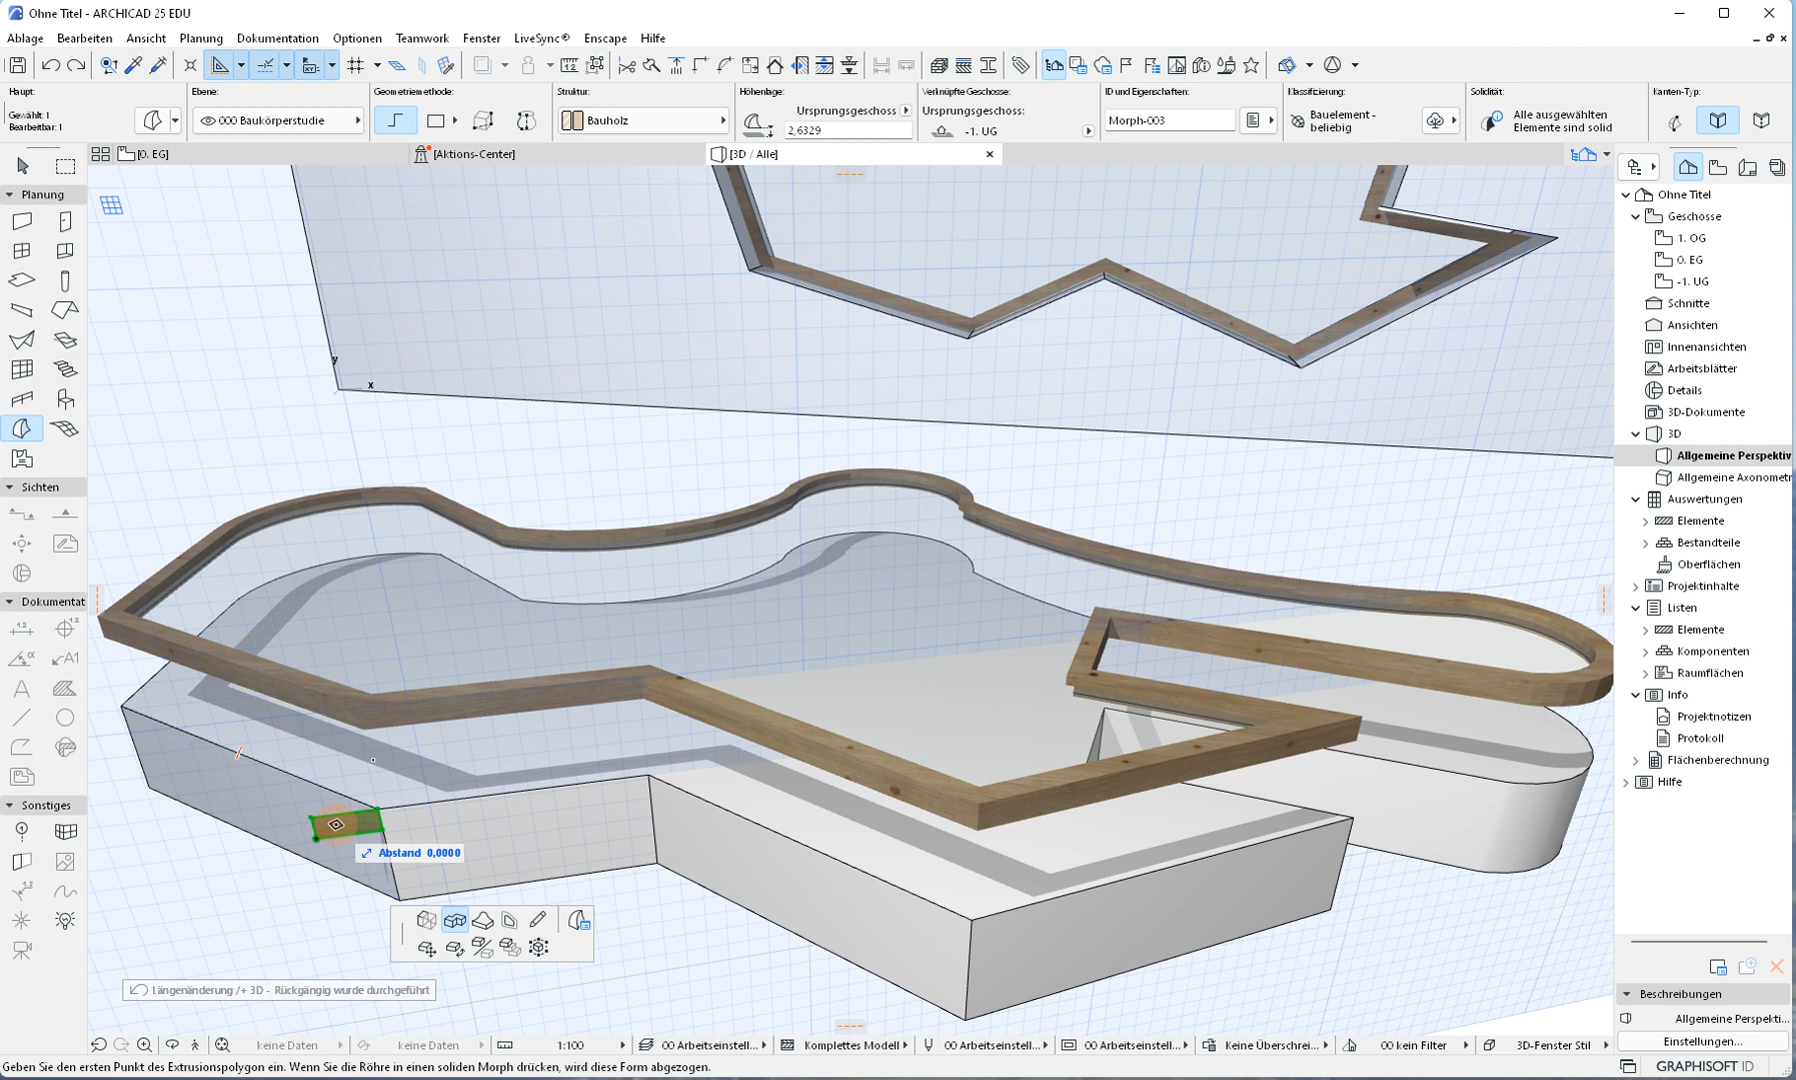 Ohne Titel - ARCHICAD 25 EDU
Ablage Bearbeiten Ansicht Planung Dokumentation Optionen Teamwork Fenster LiveSync® Enscape Hilfe
Haupt: Ebene: Geometriemethode: Struktur: Höhenlage: Verknüpfte Geschosse: ID und Eigenschaften: Klassifizierung: Solidität: Kanten-Typ:
Gewählt: 1
Bearbeitbar: 1
000 Baukörperstudie
Bauholz
Ursprungsgeschoss
2,6329
Ursprungsgeschoss:
-1. UG
Morph-003
Bauelement -
beliebig
Alle ausgewählten
Elemente sind solid
[0. EG]
[Aktions-Center]
[3D / Alle]
Planung
Sichten
Dokumentat
1.2
1.2
A1
A
Sonstiges
1.2
y
x
Abstand 0,0000
Längenänderung /+ 3D - Rückgängig wurde durchgeführt
Ohne Titel
Geschosse
1. OG
0. EG
-1. UG
Schnitte
Ansichten
Innenansichten
Arbeitsblätter
Details
3D-Dokumente
3D
Allgemeine Perspektiv
Allgemeine Axonometr
Auswertungen
Elemente
Bestandteile
Oberflächen
Projektinhalte
Listen
Elemente
Komponenten
Raumflächen
Info
Projektnotizen
Protokoll
Flächenberechnung
Hilfe
Beschreibungen
Allgemeine Perspekti...
Einstellungen...
keine Daten
keine Daten
1:100
00 Arbeitseinstell...
Komplettes Modell
00 Arbeitseinstell...
00 Arbeitseinstell...
Keine Überschrei...
00 kein Filter
3D-Fenster Stil
Geben Sie den ersten Punkt des Extrusionspolygon ein. Wenn Sie die Röhre in einen soliden Morph drücken, wird diese Form abgezogen.
GRAPHISOFT ID